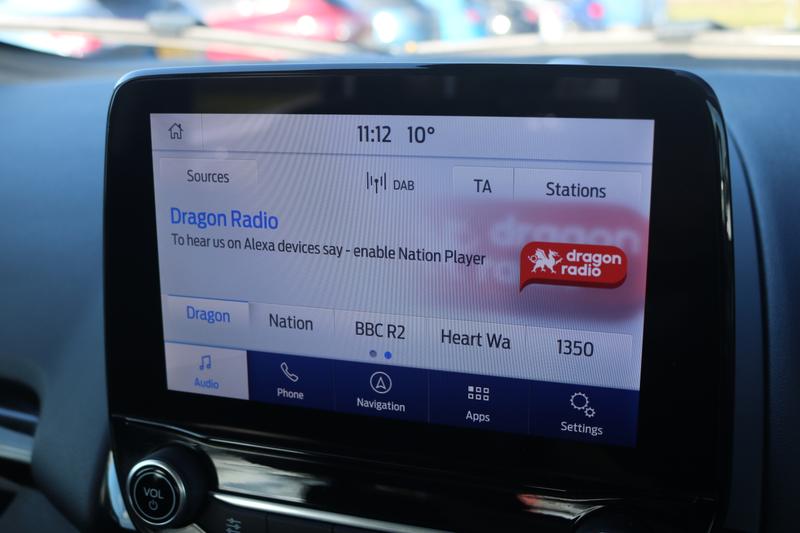 11:12 10°
Sources
DAB
TA
Stations
Dragon Radio
To hear us on Alexa devices say - enable Nation Player
dragon
radio
dragon
Dragon
Nation
BBC R2
Heart Wa
1350
Audio
Phone
Navigation
Apps
Settings
VOL